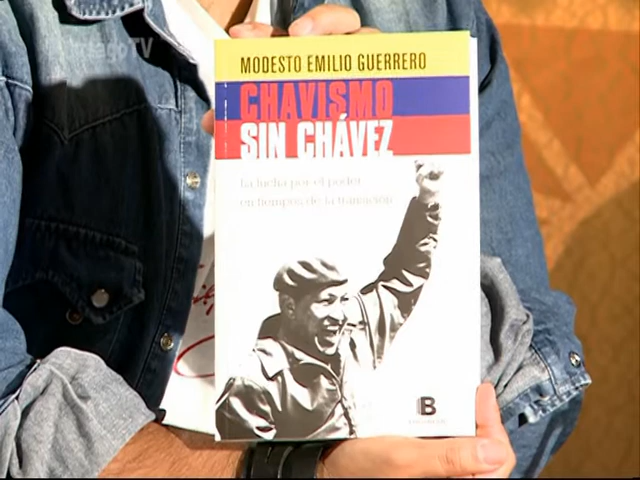 MODESTO EMILIO GUERRERO
CHAVISMO
SIN CHÁVEZ
La lucha por el poder
en tiempos de la transición
B